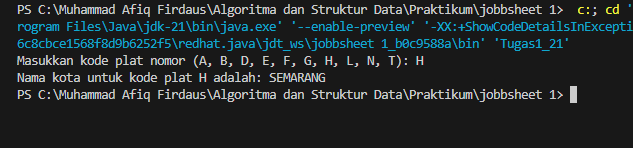 PS C:\Muhammad Afiq Firdaus\Algoritma dan Struktur Data\Praktikum\jobbsheet 1>  c:; cd '
rogram Files\Java\jdk-21\bin\java.exe' '--enable-preview' '-XX:+ShowCodeDetailsInExcepti
6c8cbce1568f8d9b6252f5\redhat.java\jdt_ws\jobbsheet 1_b0c9588a\bin' 'Tugas1_21'
Masukkan kode plat nomor (A, B, D, E, F, G, H, L, N, T): H
Nama kota untuk kode plat H adalah: SEMARANG
PS C:\Muhammad Afiq Firdaus\Algoritma dan Struktur Data\Praktikum\jobbsheet 1>